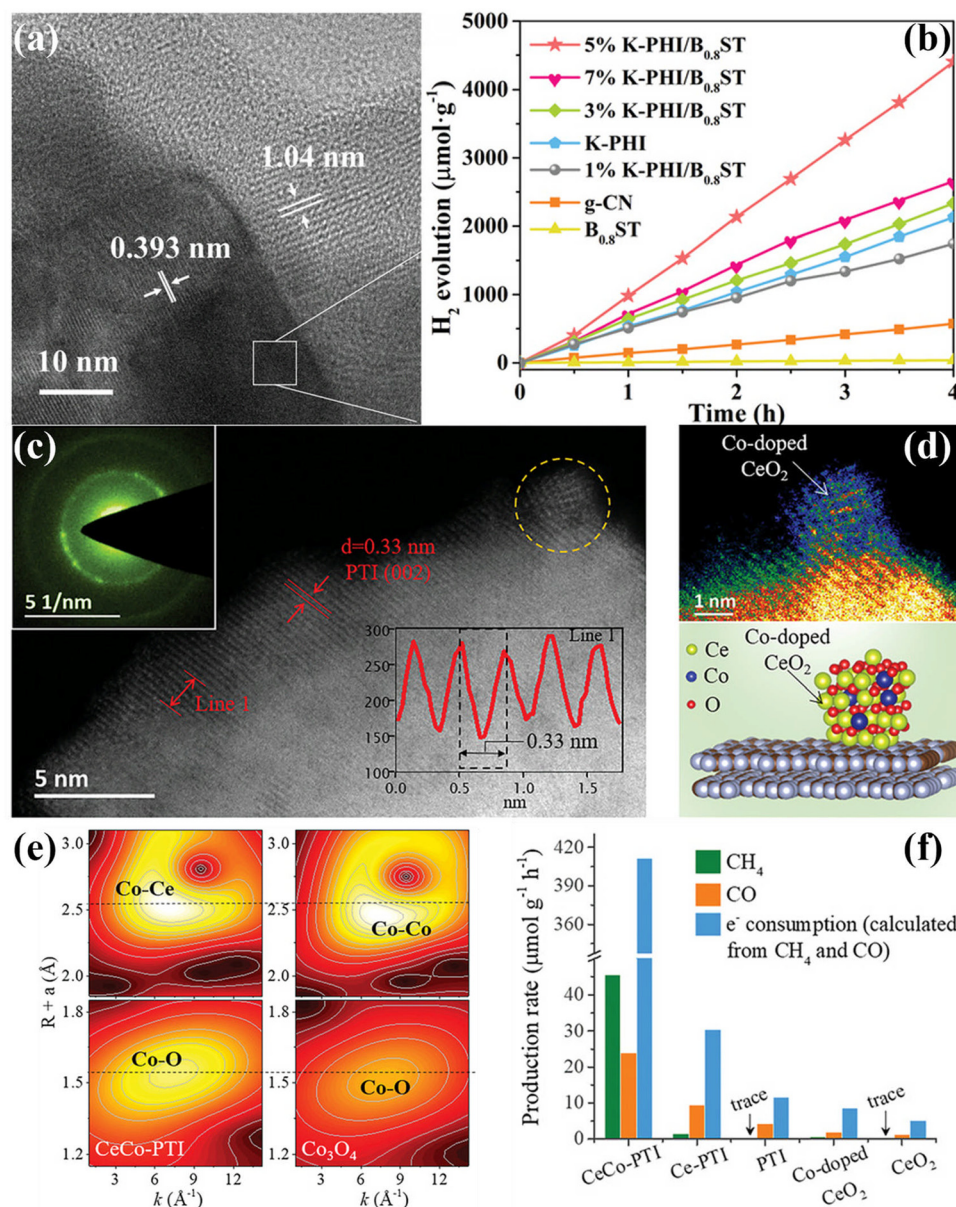 (a)
1.04 nm
0.393 nm
10 nm
(b)
H₂ evolution (μmol·g⁻¹)
5000
4000
3000
2000
1000
0
5% K-PHI/B₀.₈ST
7% K-PHI/B₀.₈ST
3% K-PHI/B₀.₈ST
K-PHI
1% K-PHI/B₀.₈ST
g-CN
B₀.₈ST
0 1 2 3 4
Time (h)
(c)
5 1/nm
d=0.33 nm
PTI (002)
Line 1
5 nm
300
250
200
150
100
Line 1
0.33 nm
0.0 0.5 1.0 1.5
nm
(d)
Co-doped
CeO₂
1 nm
Co-doped
CeO₂
Ce
Co
O
(e)
R + a (Å)
3.0
2.5
2.0
1.8
1.5
1.2
Co-Ce
Co-Co
Co-O
Co-O
CeCo-PTI
Co₃O₄
3 6 9 12
3 6 9 12
k (Å⁻¹)
k (Å⁻¹)
(f)
Production rate (μmol g⁻¹ h⁻¹)
420
390
360
40
30
20
10
0
CH₄
CO
e⁻ consumption (calculated
from CH₄ and CO)
trace
trace
CeCo-PTI
Ce-PTI
PTI
Co-doped
CeO₂
CeO₂